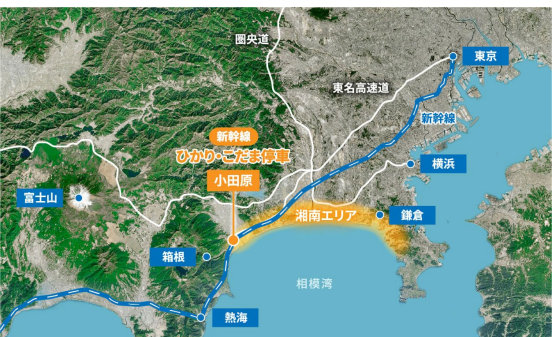 圏央道
東京
東名高速道
新幹線
新幹線
ひかり・こだま停車
横浜
小田原
富士山
湘南エリア
鎌倉
箱根
相模湾
熱海